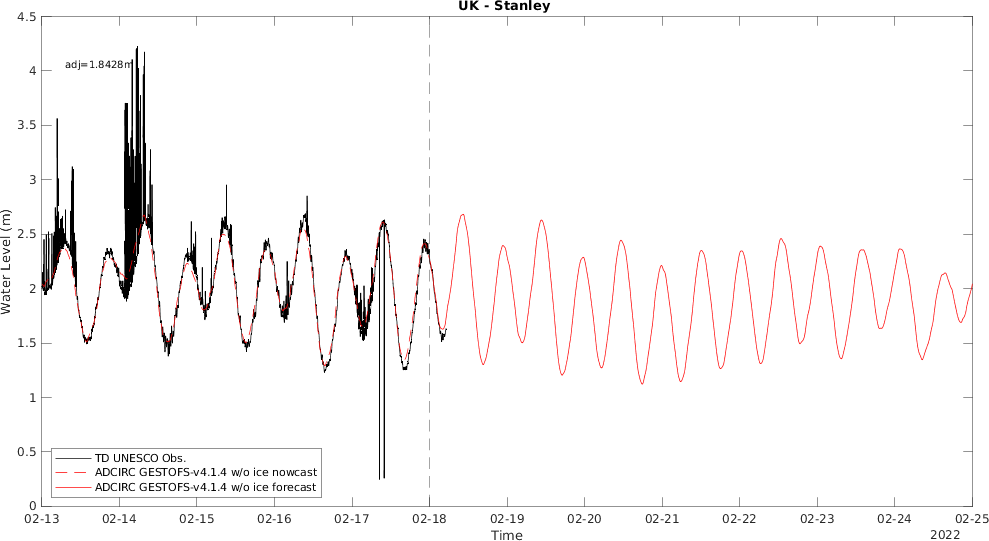 UK - Stanley
4.5
4
3.5
3
2.5
2
1.5
1
0.5
0
Water Level (m)
adj=1.8428m
TD UNESCO Obs.
ADCIRC GESTOFS-v4.1.4 w/o ice nowcast
ADCIRC GESTOFS-v4.1.4 w/o ice forecast
02-13 02-14 02-15 02-16 02-17 02-18 02-19 02-20 02-21 02-22 02-23 02-24 02-25
Time
2022